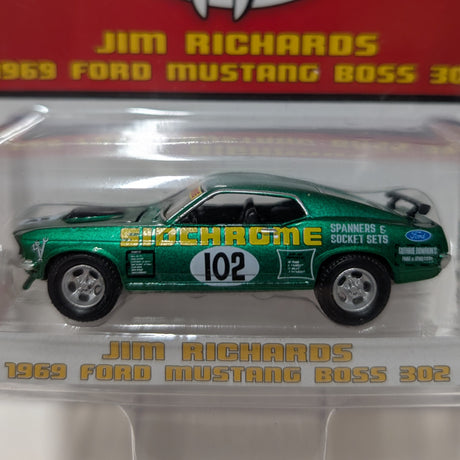 JIM RICHARDS
1969 FORD MUSTANG BOSS 30
SIDCHROME
SPANNERS &
SOCKET SETS
Ford
102
JIM RICHARDS
1969 FORD MUSTANG BOSS 302